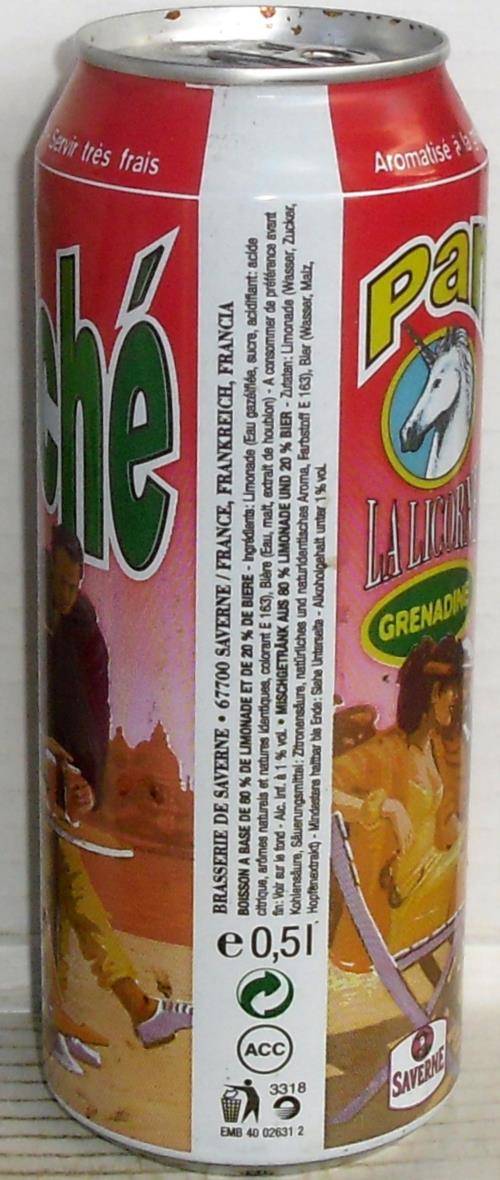 Servir très frais
Aromatisé à la
ché
Pa
LA LICORN
GRENADINE
SAVERNE
BRASSERIE DE SAVERNE • 67700 SAVERNE / FRANCE, FRANKREICH, FRANCIA
BOISSON A BASE DE 80 % DE LIMONADE ET DE 20 % DE BIERE - Ingrédients: Limonade (Eau gazéifiée, sucre, acidifiant: acide
citrique, arômes naturels et natures identiques, colorant E 163), Bière (Eau, malt, extrait de houblon) - A consommer de préférence avant
fin: Voir sur le fond - Alc. inf. à 1 % vol. • MISCHGETRÄNK AUS 80 % LIMONADE UND 20 % BIER - Zutaten: Limonade (Wasser, Zucker,
Kohlensäure, Säuerungsmittel: Zitronensäure, natürliches und naturidentisches Aroma, Farbstoff E 163), Bier (Wasser, Malz,
Hopfenextrakt) - Mindestens haltbar bis Ende: Siehe Unterseite - Alkoholgehalt unter 1 % vol.
e 0,5l
ACC
3318
EMB 40 02631 2